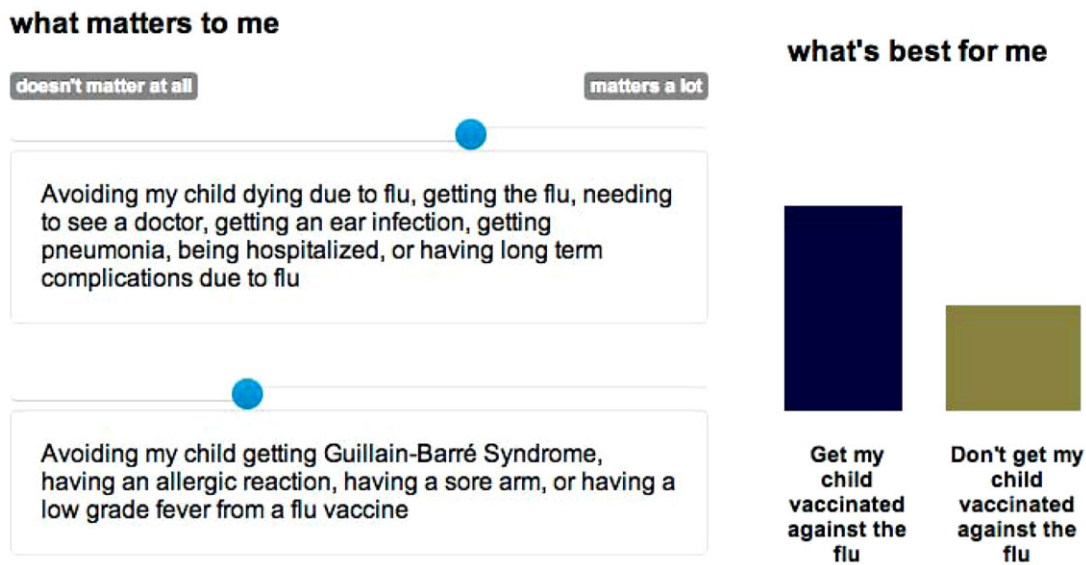 what matters to me
doesn't matter at all
matters a lot
Avoiding my child dying due to flu, getting the flu, needing
to see a doctor, getting an ear infection, getting
pneumonia, being hospitalized, or having long term
complications due to flu
Avoiding my child getting Guillain-Barré Syndrome,
having an allergic reaction, having a sore arm, or having a
low grade fever from a flu vaccine
what's best for me
Get my
child
vaccinated
against the
flu
Don't get my
child
vaccinated
against the
flu